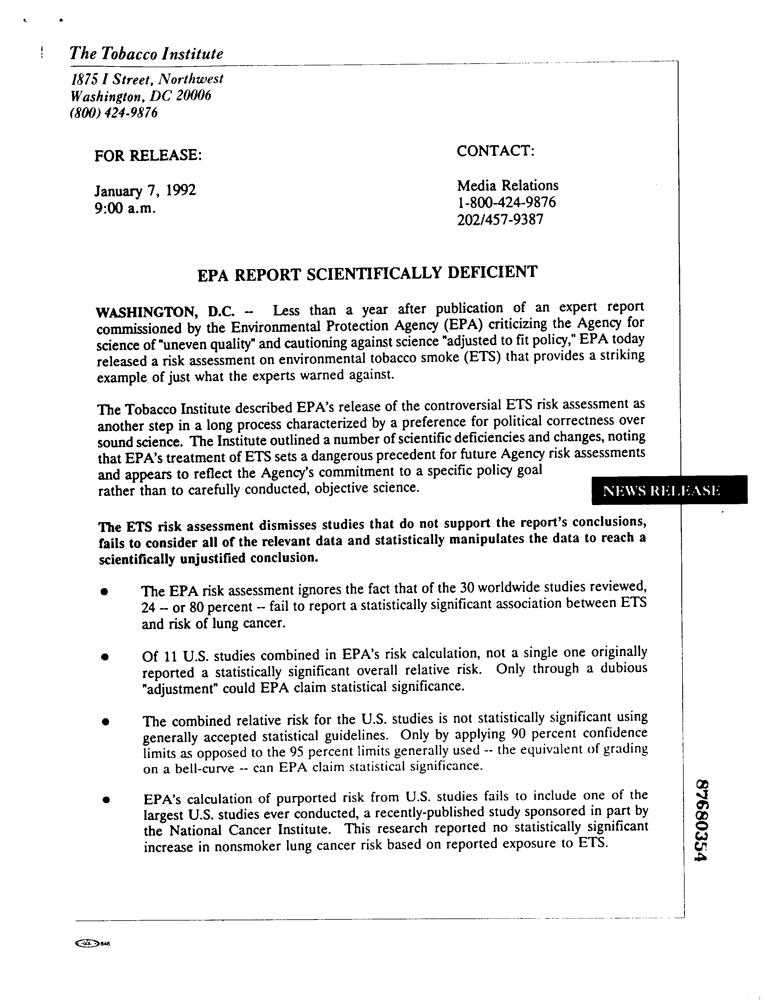 The Tobacco Institute
1875 I Street, Northwest
Washington, DC 20006
(800) 424-9876
FOR RELEASE:
January 7, 1992
9:00 a.m.
CONTACT:
Media Relations
1-800-424-9876
202/457-9387
EPA REPORT SCIENTIFICALLY DEFICIENT
WASHINGTON, D.C. -- Less than a year after publication of an expert report
commissioned by the Environmental Protection Agency (EPA) criticizing the Agency for
science of "uneven quality" and cautioning against science "adjusted to fit policy," EPA today
released a risk assessment on environmental tobacco smoke (ETS) that provides a striking
example of just what the experts warned against.
The Tobacco Institute described EPA's release of the controversial ETS risk assessment as
another step in a long process characterized by a preference for political correctness over
sound science. The Institute outlined a number of scientific deficiencies and changes, noting
that EPA's treatment of ETS sets a dangerous precedent for future Agency risk assessments
and appears to reflect the Agency's commitment to a specific policy goal
rather than to carefully conducted, objective science.
NEWS RELEASE
The ETS risk assessment dismisses studies that do not support the report's conclusions,
fails to consider all of the relevant data and statistically manipulates the data to reach a
scientifically unjustified conclusion.
● The EPA risk assessment ignores the fact that of the 30 worldwide studies reviewed,
24 -- or 80 percent -- fail to report a statistically significant association between ETS
and risk of lung cancer.
● Of 11 U.S. studies combined in EPA's risk calculation, not a single one originally
reported a statistically significant overall relative risk. Only through a dubious
"adjustment" could EPA claim statistical significance.
● The combined relative risk for the U.S. studies is not statistically significant using
generally accepted statistical guidelines. Only by applying 90 percent confidence
limits as opposed to the 95 percent limits generally used -- the equivalent of grading
on a bell-curve -- can EPA claim statistical significance.
● EPA's calculation of purported risk from U.S. studies fails to include one of the
largest U.S. studies ever conducted, a recently-published study sponsored in part by
the National Cancer Institute. This research reported no statistically significant
increase in nonsmoker lung cancer risk based on reported exposure to ETS.
87680354